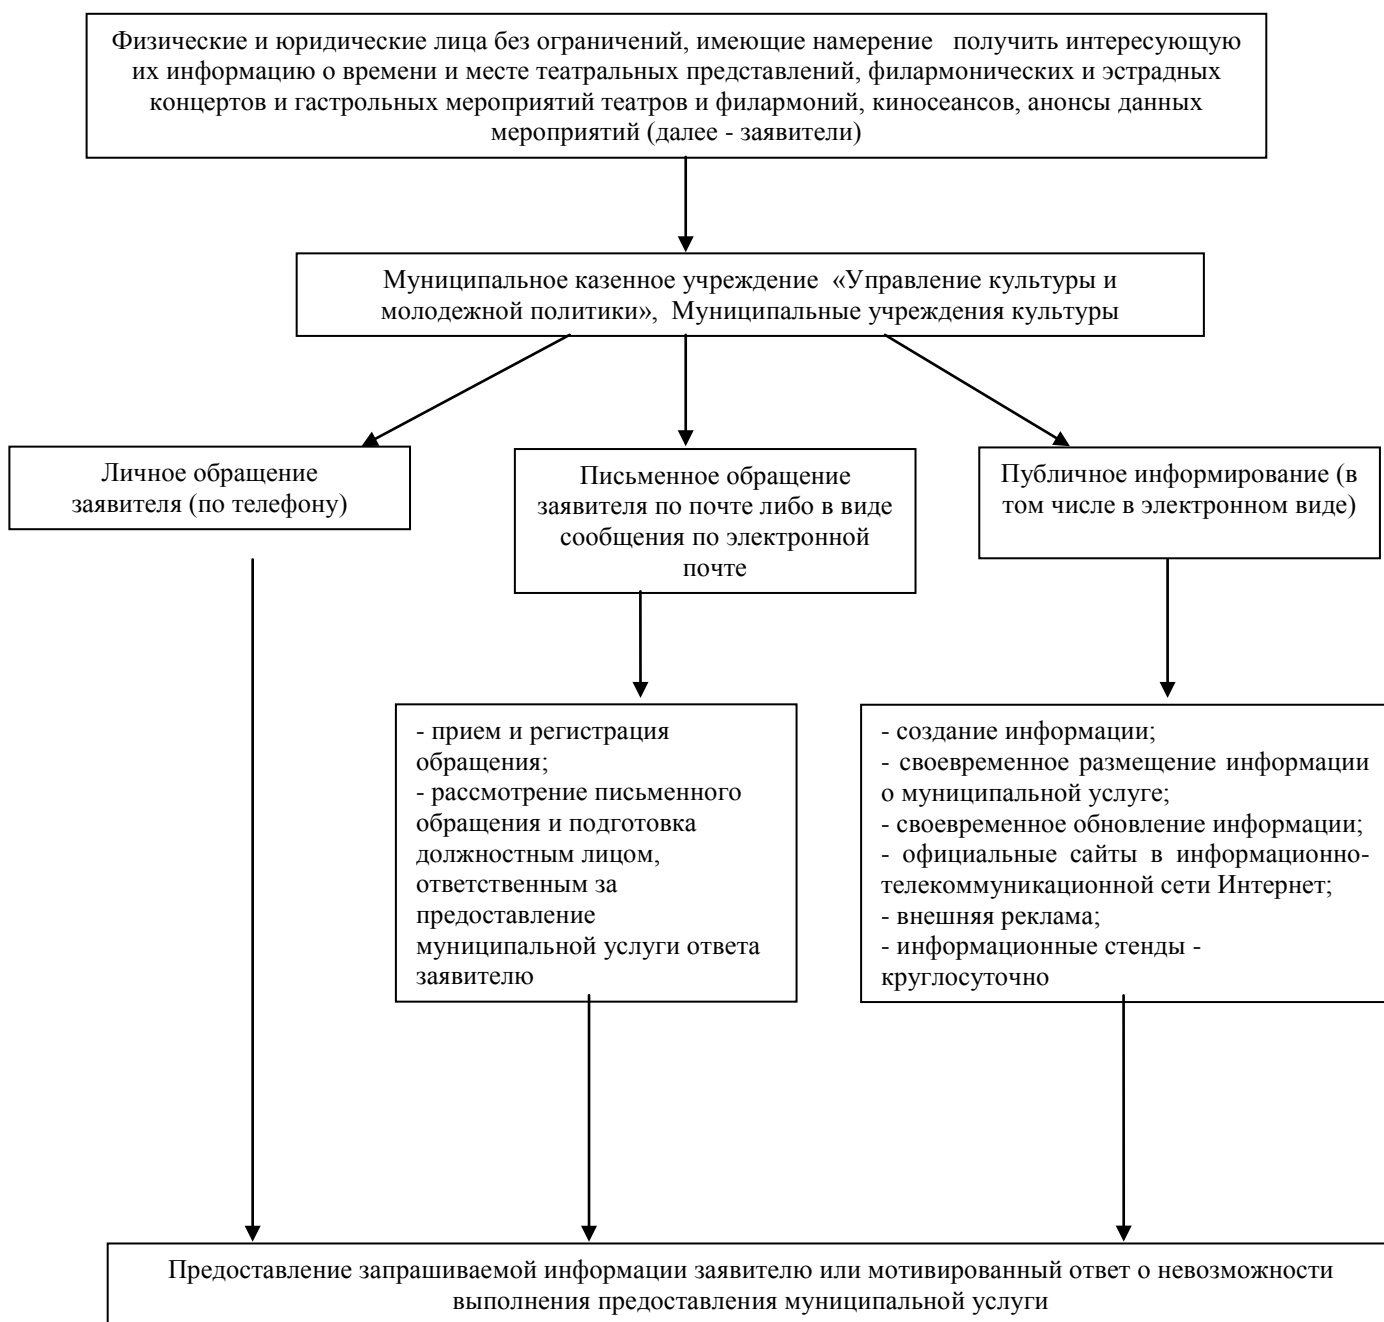 Физические и юридические лица без ограничений, имеющие намерение получить интересующую
их информацию о времени и месте театральных представлений, филармонических и эстрадных
концертов и гастрольных мероприятий театров и филармоний, киносеансов, анонсы данных
мероприятий (далее - заявители)
Муниципальное казенное учреждение «Управление культуры и
молодежной политики», Муниципальные учреждения культуры
Личное обращение
заявителя (по телефону)
Письменное обращение
заявителя по почте либо в виде
сообщения по электронной
почте
Публичное информирование (в
том числе в электронном виде)
- прием и регистрация
обращения;
- рассмотрение письменного
обращения и подготовка
должностным лицом,
ответственным за
предоставление
муниципальной услуги ответа
заявителю
- создание информации;
- своевременное размещение информации
о муниципальной услуге;
- своевременное обновление информации;
- официальные сайты в информационно-
телекоммуникационной сети Интернет;
- внешняя реклама;
- информационные стенды -
круглосуточно
Предоставление запрашиваемой информации заявителю или мотивированный ответ о невозможности
выполнения предоставления муниципальной услуги